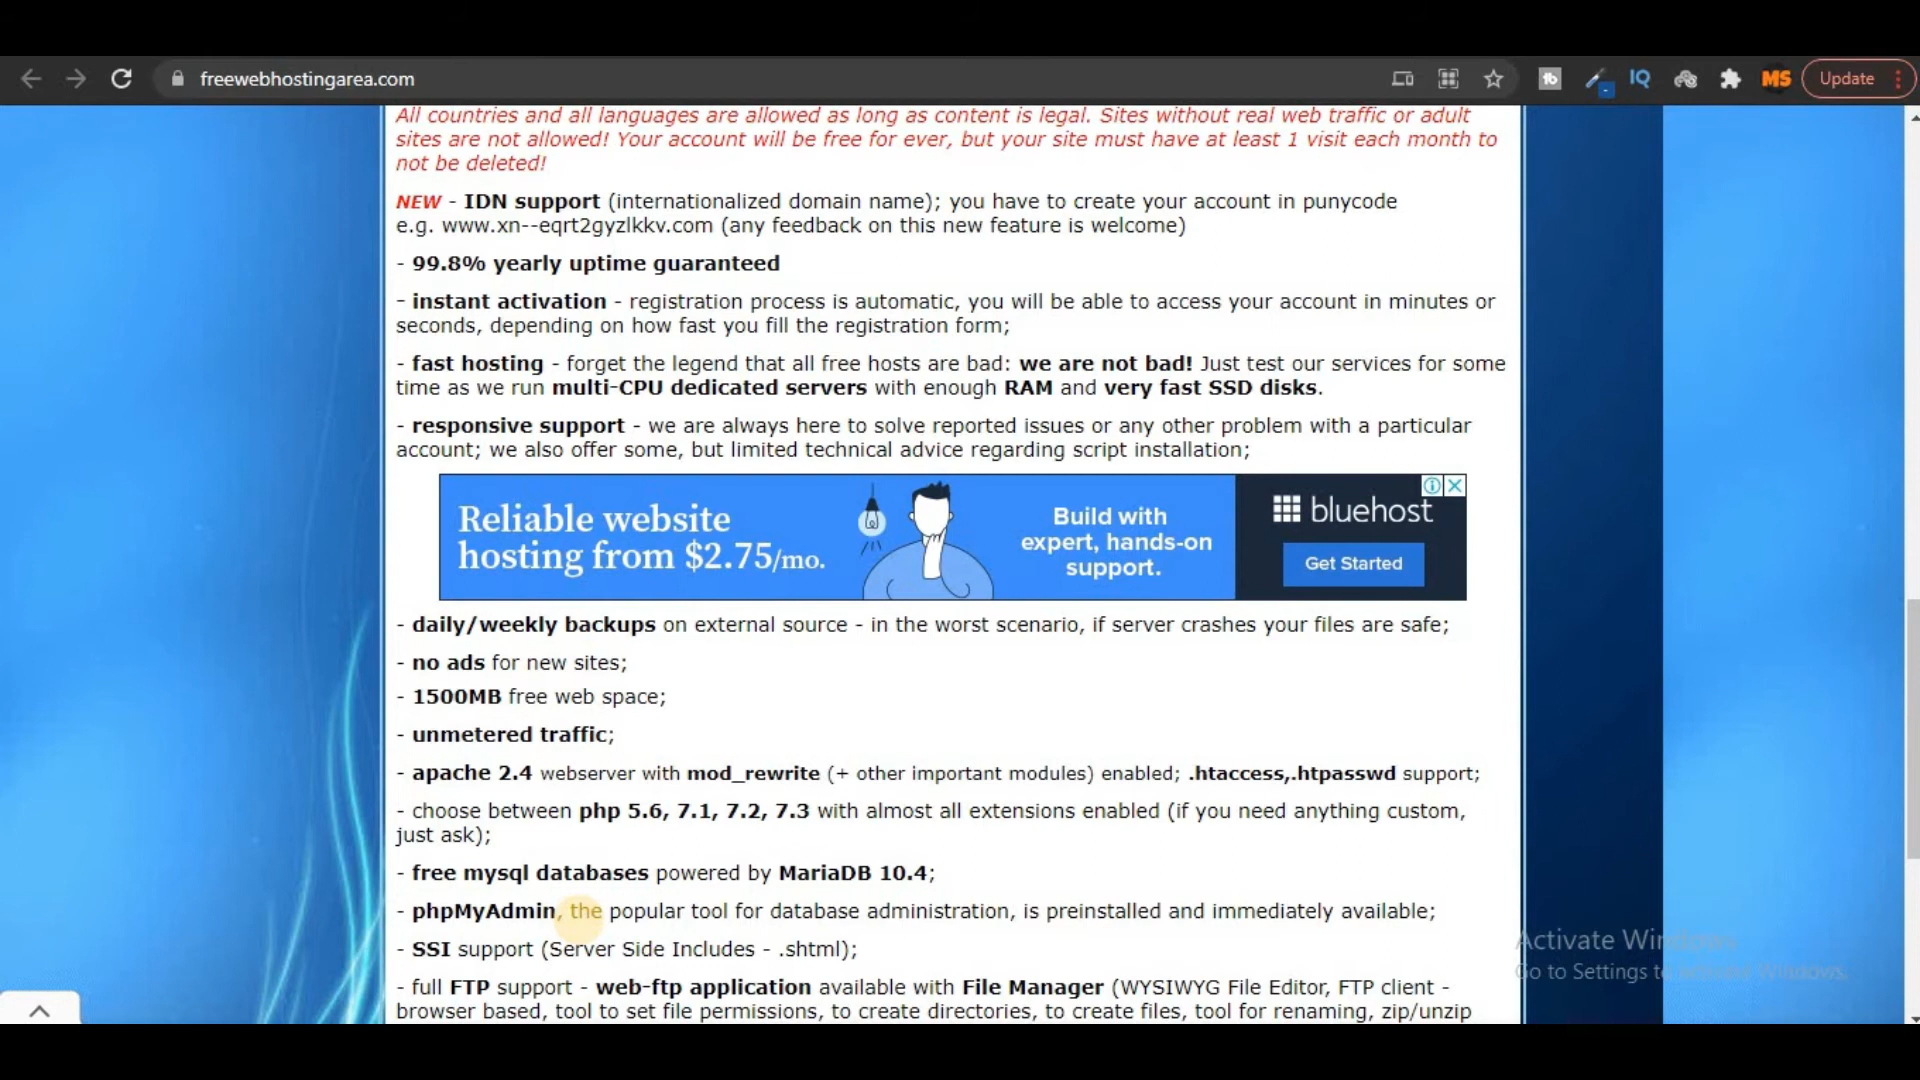 freewebhostingarea.com
Update
All countries and all languages are allowed as long as content is legal. Sites without real web traffic or adult
sites are not allowed! Your account will be free for ever, but your site must have at least 1 visit each month to
not be deleted!
NEW - IDN support (internationalized domain name); you have to create your account in punycode
e.g. www.xn--eqrt2gyzlkkv.com (any feedback on this new feature is welcome)
- 99.8% yearly uptime guaranteed
- instant activation - registration process is automatic, you will be able to access your account in minutes or
seconds, depending on how fast you fill the registration form;
- fast hosting - forget the legend that all free hosts are bad: we are not bad! Just test our services for some
time as we run multi-CPU dedicated servers with enough RAM and very fast SSD disks.
- responsive support - we are always here to solve reported issues or any other problem with a particular
account; we also offer some, but limited technical advice regarding script installation;
Reliable website
hosting from $2.75/mo.
Build with
expert, hands-on
support.
bluehost
Get Started
- daily/weekly backups on external source - in the worst scenario, if server crashes your files are safe;
- no ads for new sites;
- 1500MB free web space;
- unmetered traffic;
- apache 2.4 webserver with mod_rewrite (+ other important modules) enabled; .htaccess,.htpasswd support;
- choose between php 5.6, 7.1, 7.2, 7.3 with almost all extensions enabled (if you need anything custom,
just ask);
- free mysql databases powered by MariaDB 10.4;
- phpMyAdmin, the popular tool for database administration, is preinstalled and immediately available;
- SSI support (Server Side Includes - .shtml);
- full FTP support - web-ftp application available with File Manager (WYSIWYG File Editor, FTP client -
browser based, tool to set file permissions, to create directories, to create files, tool for renaming, zip/unzip
Activate Windows
Go to Settings to activate Windows.
IQ
MS
tb